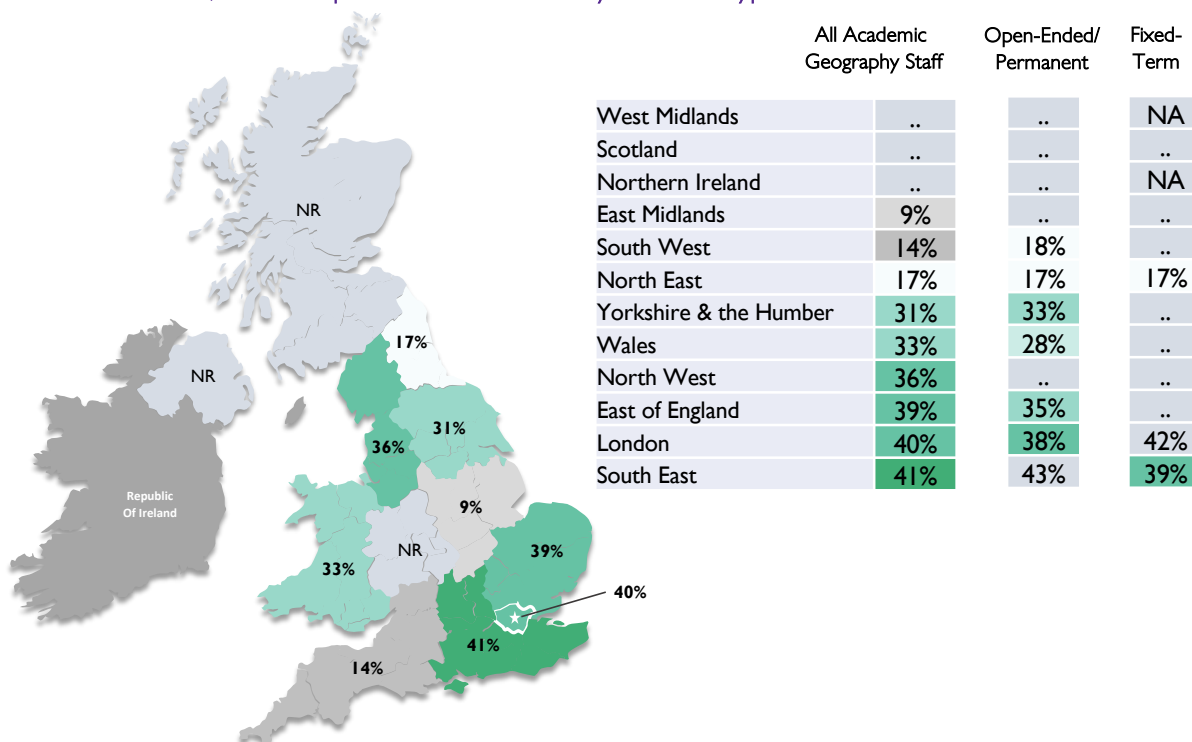 All Academic Geography Staff Open-Ended/ Permanent Fixed-Term
West Midlands .. .. NA
Scotland .. .. ..
Northern Ireland .. .. NA
East Midlands 9% .. ..
South West 14% 18% ..
North East 17% 17% 17%
Yorkshire & the Humber 31% 33% ..
Wales 33% 28% ..
North West 36% .. ..
East of England 39% 35% ..
London 40% 38% 42%
South East 41% 43% 39%
NR
17%
NR
31%
36%
Republic
Of Ireland
9%
NR
39%
33%
40%
41%
14%